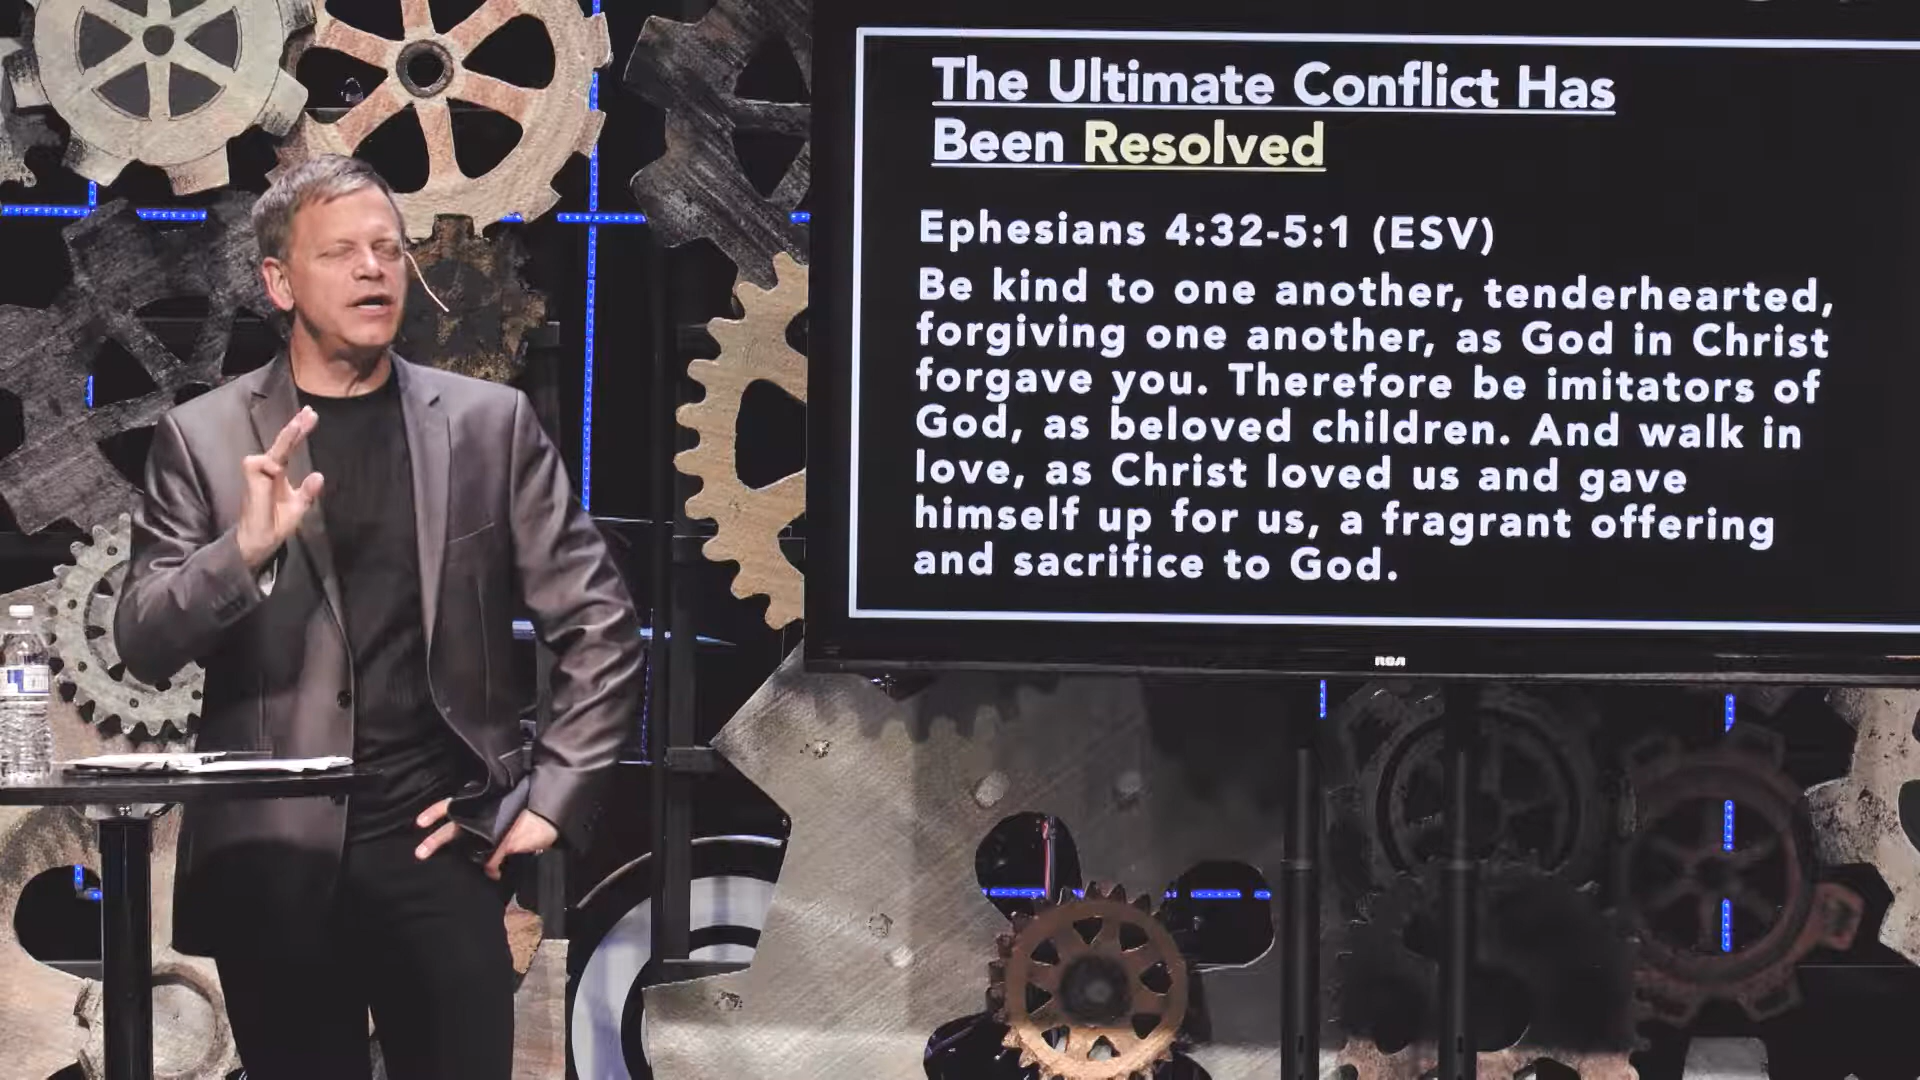 The Ultimate Conflict Has
Been Resolved
Ephesians 4:32-5:1 (ESV)
Be kind to one another, tenderhearted,
forgiving one another, as God in Christ
forgave you. Therefore be imitators of
God, as beloved children. And walk in
love, as Christ loved us and gave
himself up for us, a fragrant offering
and sacrifice to God.
RCA